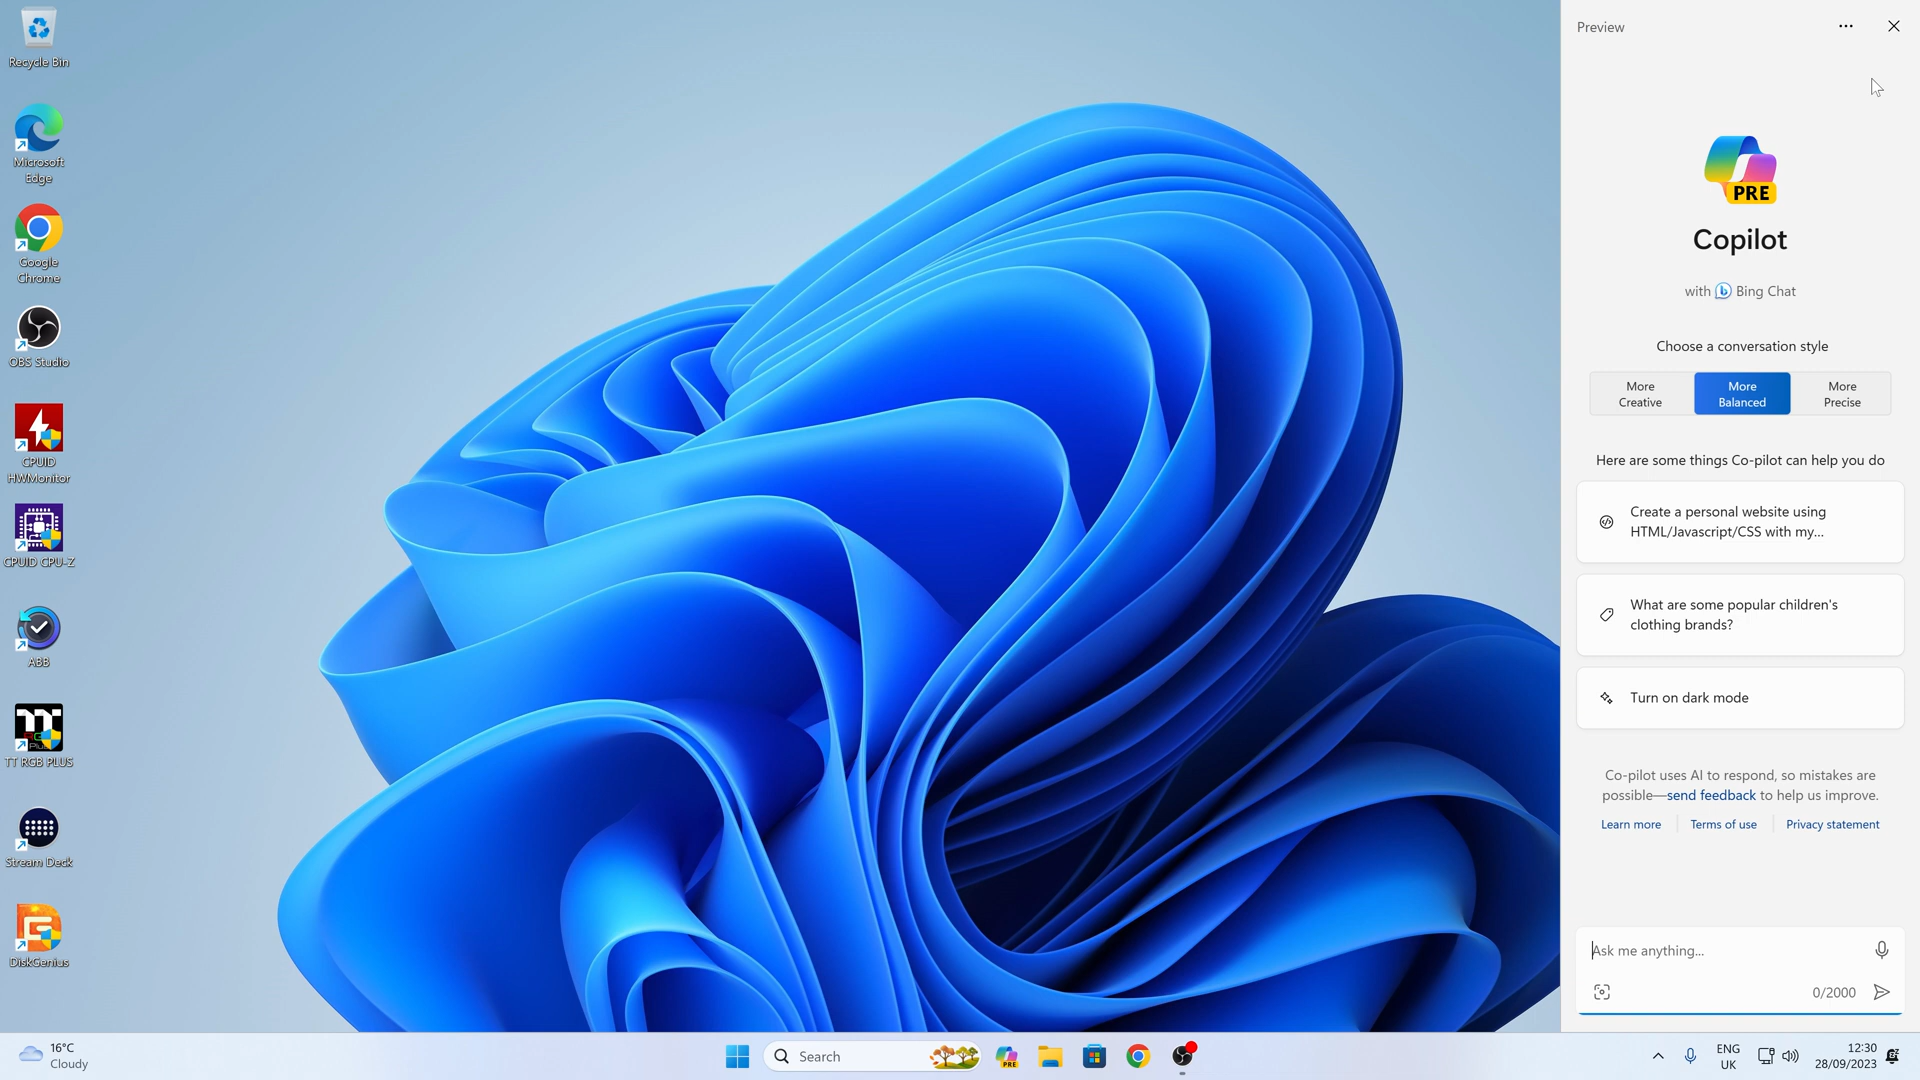 Recycle Bin
Microsoft
Edge
Google
Chrome
OBS Studio
CPUID
HWMonitor
CPUID CPU-Z
ABB
TT RGB PLUS
Stream Deck
DiskGenius
Preview
PRE
Copilot
with Bing Chat
Choose a conversation style
More
Creative
More
Balanced
More
Precise
Here are some things Co-pilot can help you do
Create a personal website using
HTML/Javascript/CSS with my...
What are some popular children's
clothing brands?
Turn on dark mode
Co-pilot uses AI to respond, so mistakes are
possible—send feedback to help us improve.
Learn more
Terms of use
Privacy statement
Ask me anything...
0/2000
16°C
Cloudy
Search
PRE
ENG
UK
12:30
28/09/2023